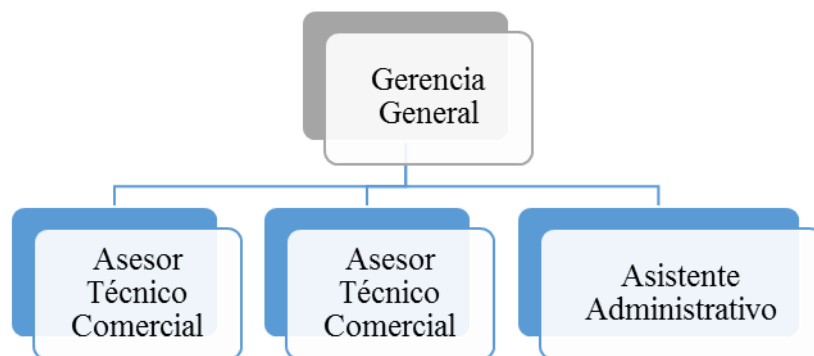 Gerencia
General
Asesor
Técnico
Comercial
Asesor
Técnico
Comercial
Asistente
Administrativo